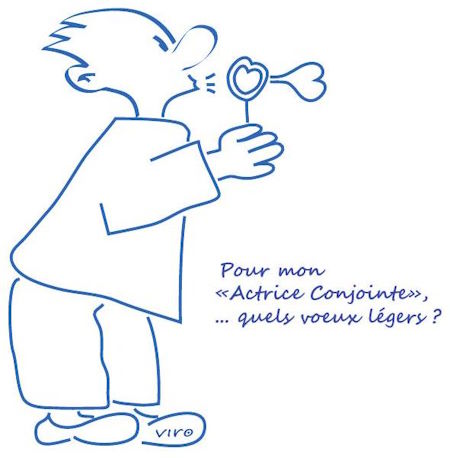 Pour mon
«Actrice Conjointe»,
... quels voeux légers ?
viro